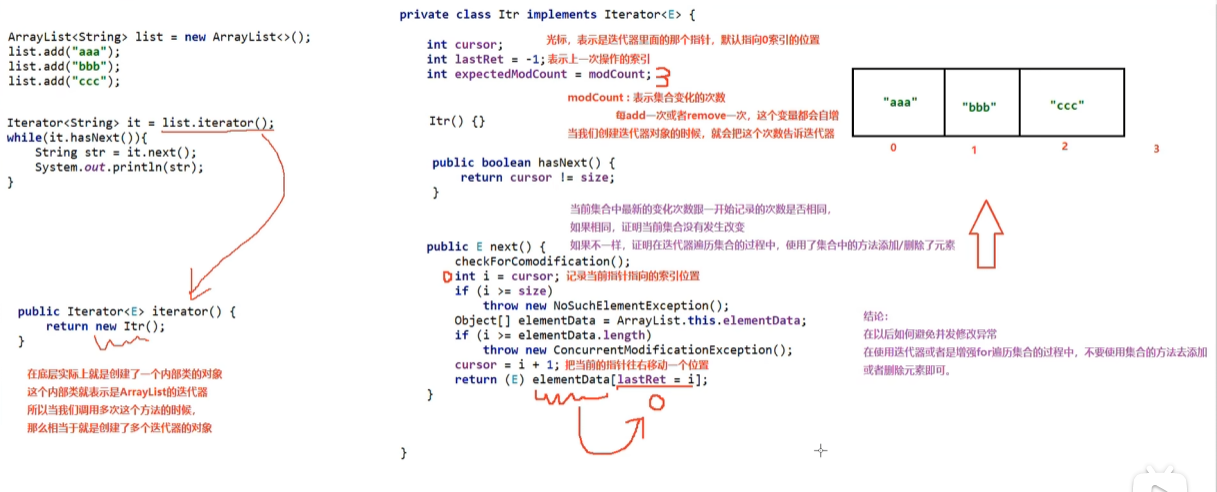 ArrayList<String> list = new ArrayList<>();
list.add("aaa");
list.add("bbb");
list.add("ccc");
Iterator<String> it = list.iterator();
while(it.hasNext()){
String str = it.next();
System.out.println(str);
}
public Iterator<E> iterator() {
return new Itr();
}
在底层实际上就是创建了一个内部类的对象
这个内部类就表示是ArrayList的迭代器
所以当我们调用多次这个方法的时候，
那么相当于就是创建了多个迭代器的对象
private class Itr implements Iterator<E> {
int cursor; 光标，表示是迭代器里面的那个指针，默认指向0索引的位置
int lastRet = -1; 表示上一次操作的索引
int expectedModCount = modCount; 3
modCount：表示集合变化的次数
每add一次或者remove一次，这个变量都会自增
Itr() {}
当我们创建迭代器对象的时候，就会把这个次数告诉迭代器
public boolean hasNext() {
return cursor != size;
}
当前集合中最新的变化次数跟一开始记录的次数是否相同，
如果相同，证明当前集合没有发生改变
如果不一样，证明在迭代器遍历集合的过程中，使用了集合中的方法添加/删除了元素
public E next() {
checkForComodification();
0 int i = cursor; 记录当前指针指向的索引位置
if (i >= size)
throw new NoSuchElementException();
Object[] elementData = ArrayList.this.elementData;
if (i >= elementData.length)
throw new ConcurrentModificationException();
cursor = i + 1; 把当前的指针往右移动一个位置
return (E) elementData[lastRet = i];
0
}
}
"aaa" "bbb" "ccc"
0 1 2 3
结论：
在以后如何避免并发修改异常
在使用迭代器或者是增强for遍历集合的过程中，不要使用集合的方法去添加
或者删除元素即可。